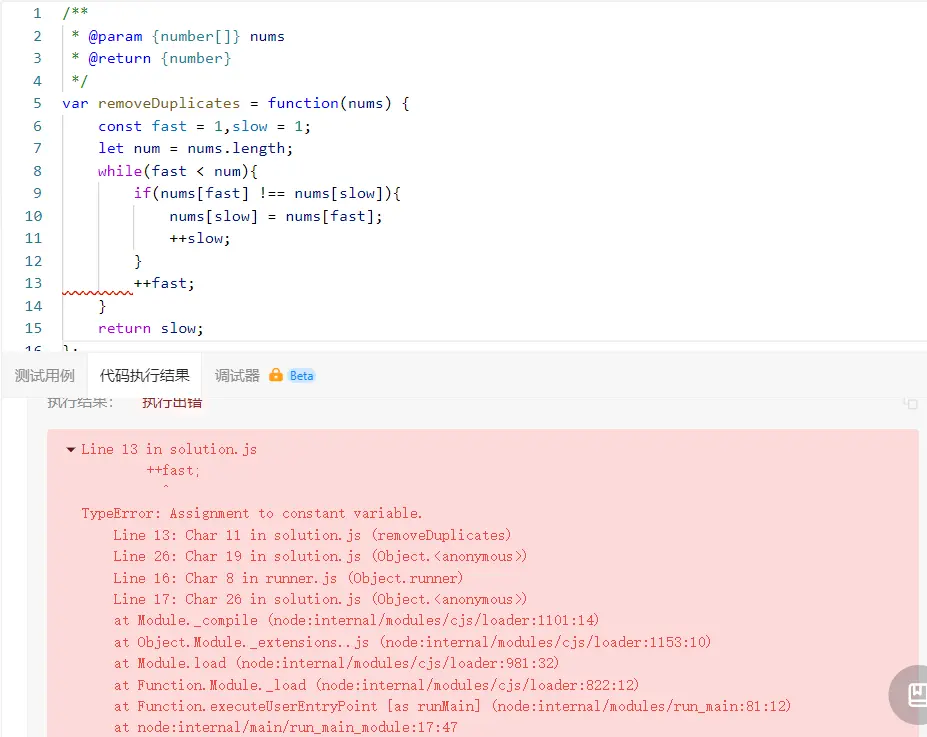 1 /**
2  * @param {number[]} nums
3  * @return {number}
4  */
5 var removeDuplicates = function(nums) {
6     const fast = 1,slow = 1;
7     let num = nums.length;
8     while(fast < num){
9         if(nums[fast] !== nums[slow]){
10             nums[slow] = nums[fast];
11             ++slow;
12         }
13         ++fast;
14     }
15     return slow;
16 };
测试用例 代码执行结果 调试器 Beta
执行结果： 执行出错
Line 13 in solution.js
++fast;
^
TypeError: Assignment to constant variable.
Line 13: Char 11 in solution.js (removeDuplicates)
Line 26: Char 19 in solution.js (Object.<anonymous>)
Line 16: Char 8 in runner.js (Object.runner)
Line 17: Char 26 in solution.js (Object.<anonymous>)
at Module._compile (node:internal/modules/cjs/loader:1101:14)
at Object.Module._extensions..js (node:internal/modules/cjs/loader:1153:10)
at Module.load (node:internal/modules/cjs/loader:981:32)
at Function.Module._load (node:internal/modules/cjs/loader:822:12)
at Function.executeUserEntryPoint [as runMain] (node:internal/modules/run_main:81:12)
at node:internal/main/run_main_module:17:47